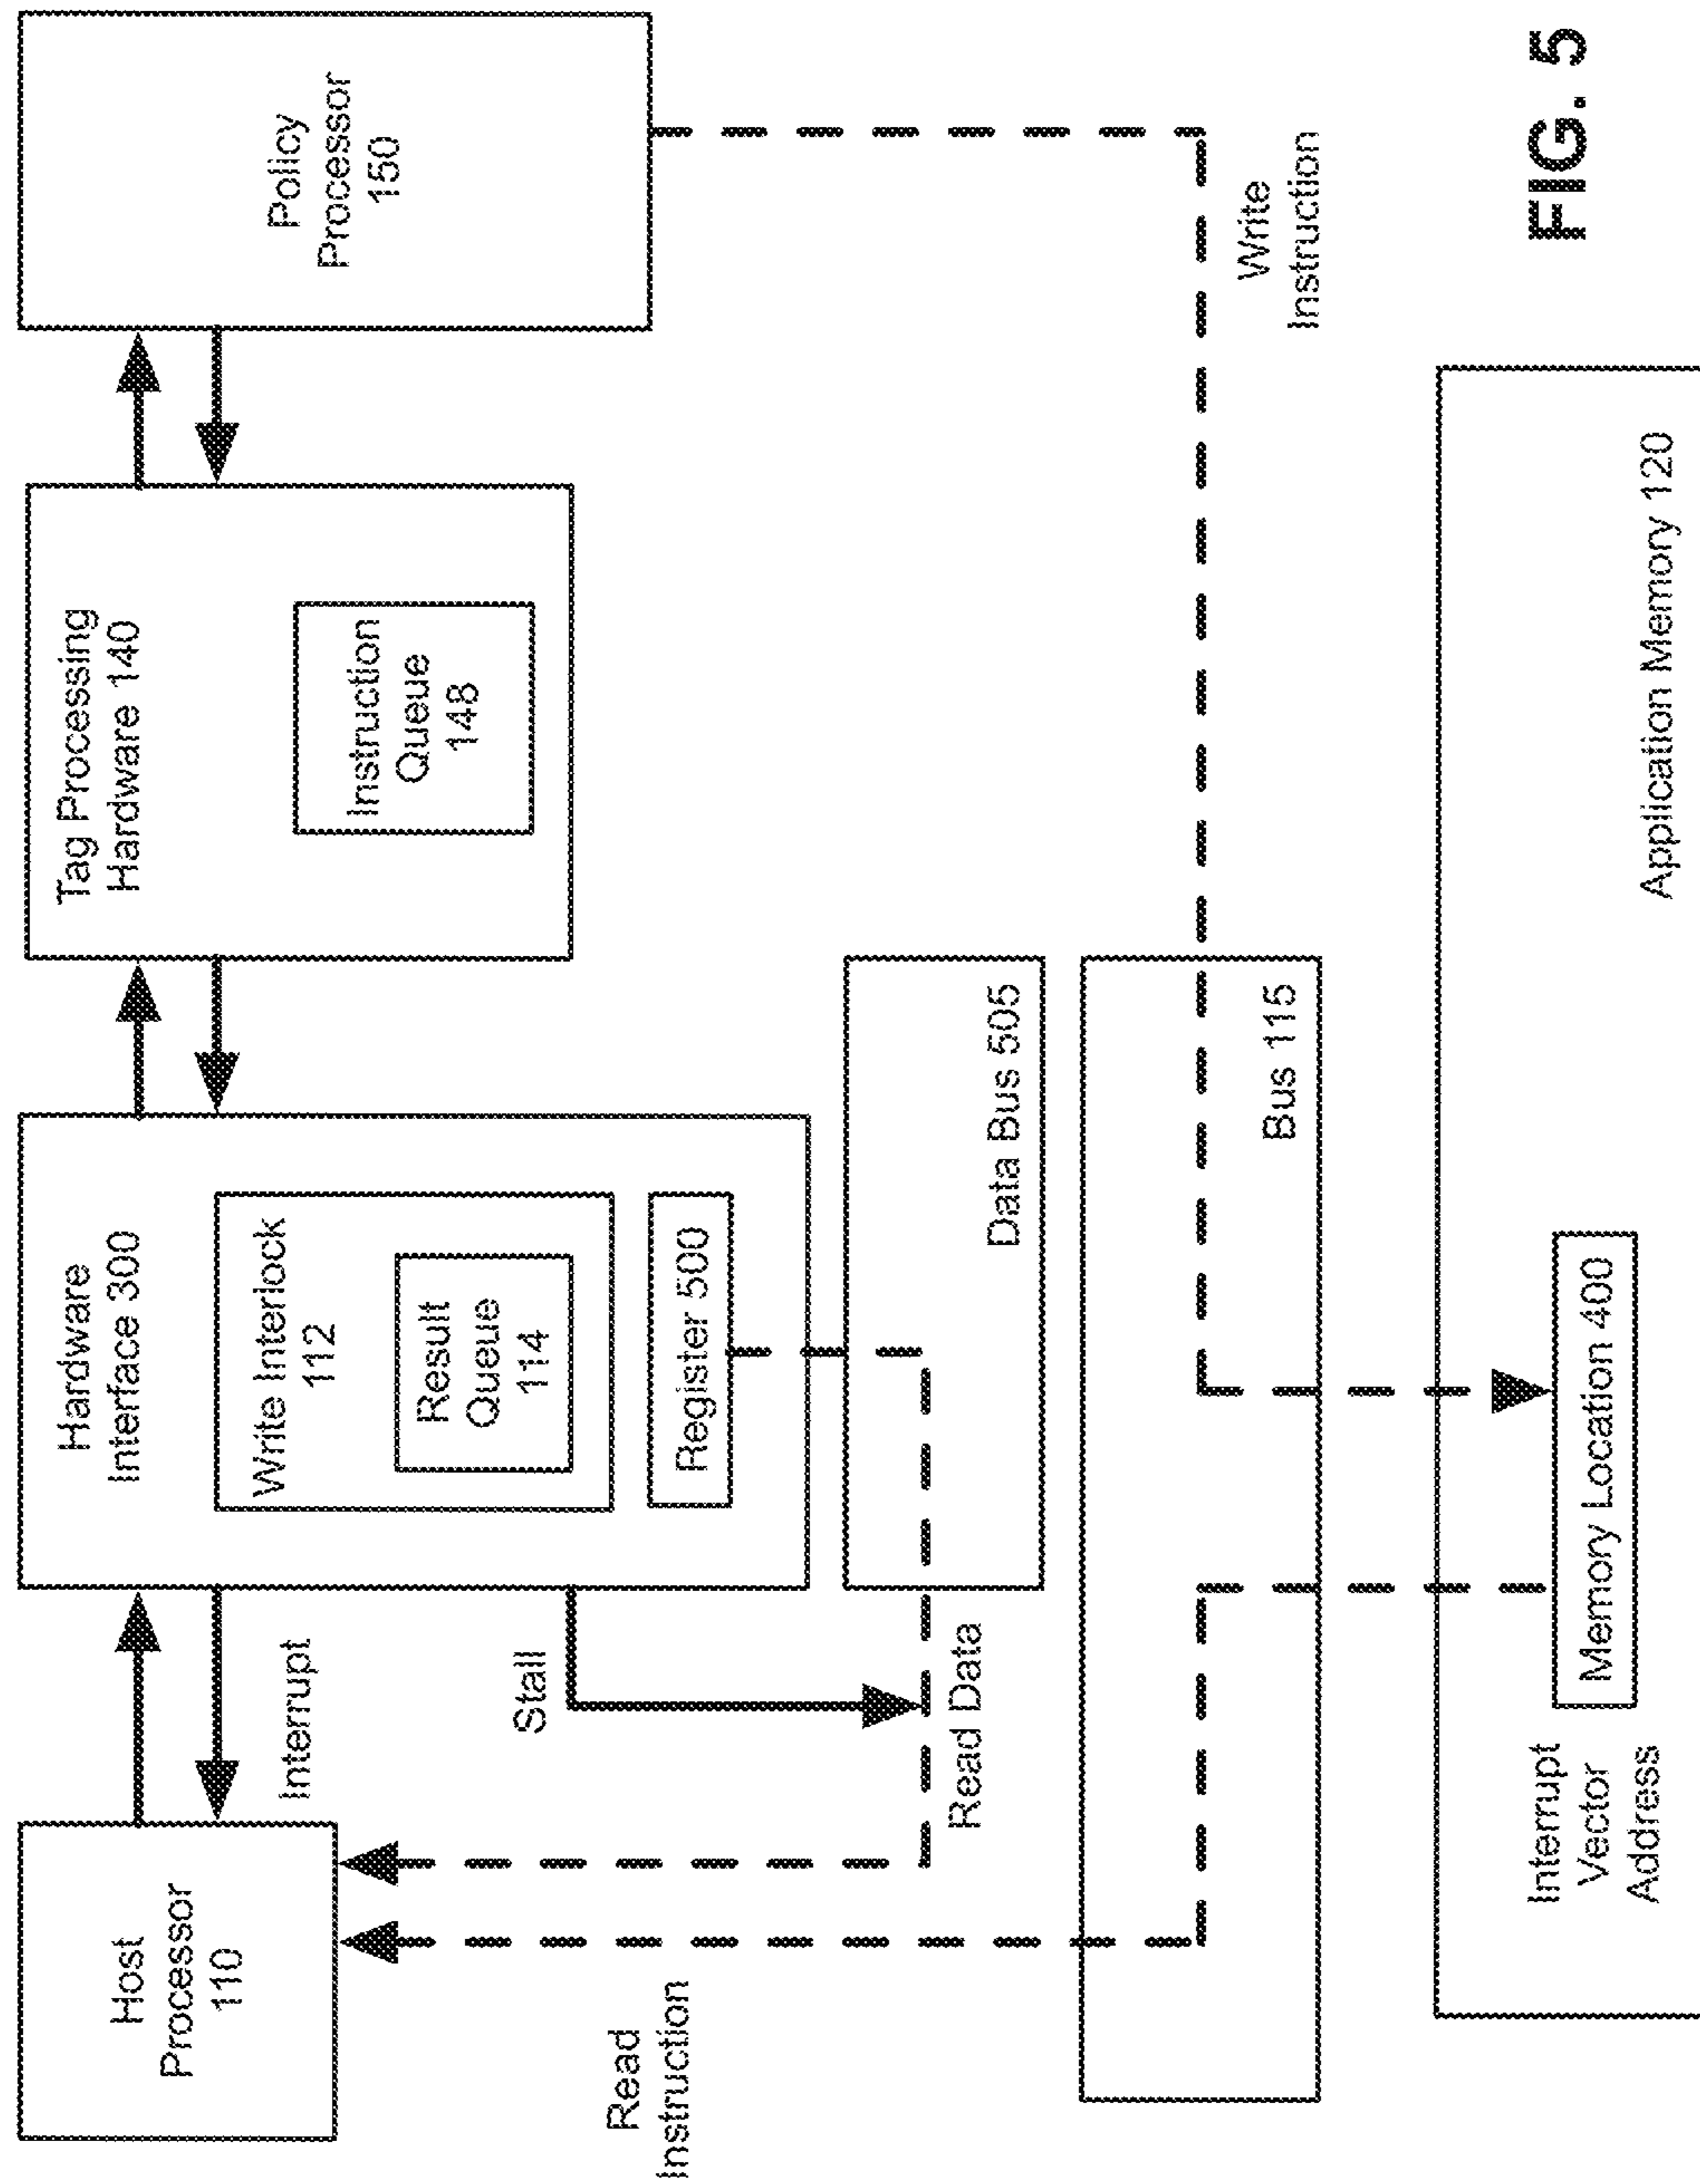 Host
Processor
110
Interrupt
Hardware
Interface 300
Write Interlock
112
Result
Queue
114
Register 500
Tag Processing
Hardware 140
Instruction
Queue
148
Policy
Processor
150
Stall
Read Data
Data Bus 505
Read
Instruction
Bus 115
Write
Instruction
Interrupt
Vector
Address
Memory Location 400
Application Memory 120
FIG. 5